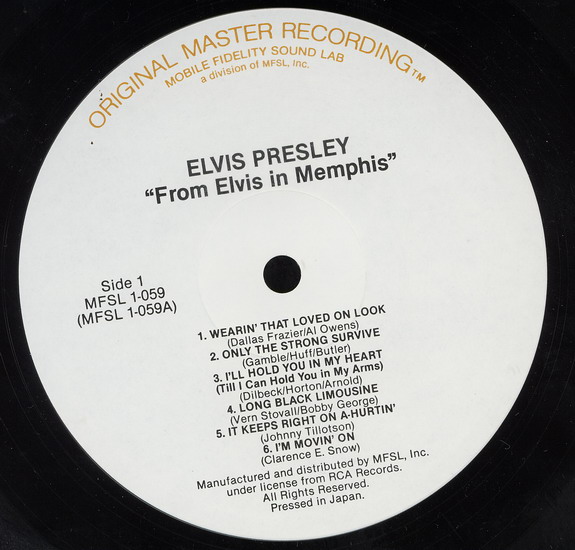 ORIGINAL MASTER RECORDING™
MOBILE FIDELITY SOUND LAB
a division of MFSL, Inc.
ELVIS PRESLEY
“From Elvis in Memphis”
Side 1
MFSL 1-059
(MFSL 1-059A)
1. WEARIN' THAT LOVED ON LOOK
(Dallas Frazier/Al Owens)
2. ONLY THE STRONG SURVIVE
(Gamble/Huff/Butler)
3. I'LL HOLD YOU IN MY HEART
(Till I Can Hold You in My Arms)
(Dilbeck/Horton/Arnold)
4. LONG BLACK LIMOUSINE
(Vern Stovall/Bobby George)
5. IT KEEPS RIGHT ON A-HURTIN'
(Johnny Tillotson)
6. I'M MOVIN' ON
(Clarence E. Snow)
Manufactured and distributed by MFSL, Inc.
under license from RCA Records.
All Rights Reserved.
Pressed in Japan.